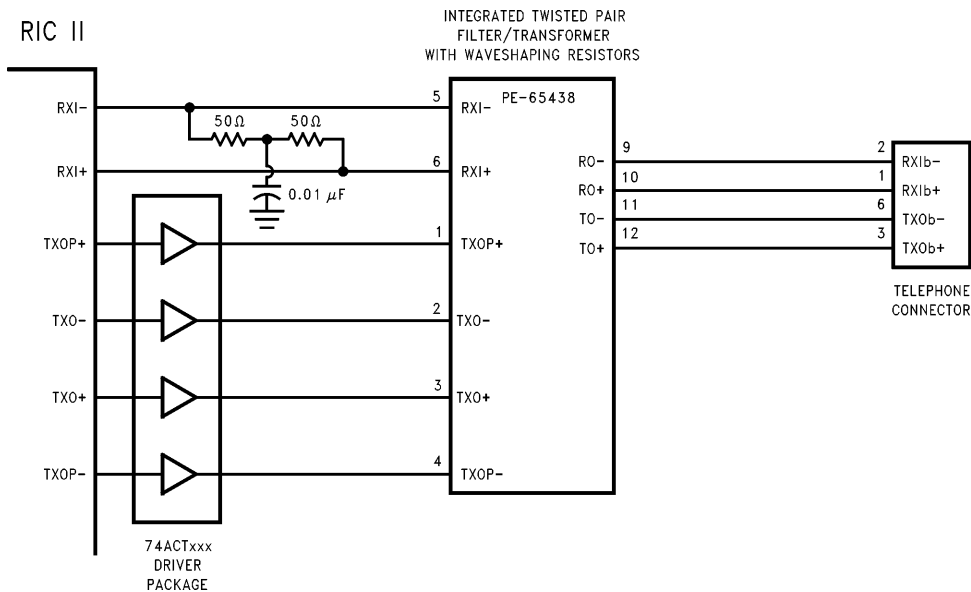 RIC II
INTEGRATED TWISTED PAIR
FILTER/TRANSFORMER
WITH WAVESHAPING RESISTORS
RXI− 5 RXI− PE-65438
50Ω 50Ω
RXI+ 6 RXI+
0.01 μF
9 RO− 2 RXIb−
10 RO+ 1 RXIb+
11 TO− 6 TXOb−
12 TO+ 3 TXOb+
TELEPHONE
CONNECTOR
TXOP+ 1 TXOP+
TXO− 2 TXO−
TXO+ 3 TXO+
TXOP− 4 TXOP−
74ACTxxx
DRIVER
PACKAGE